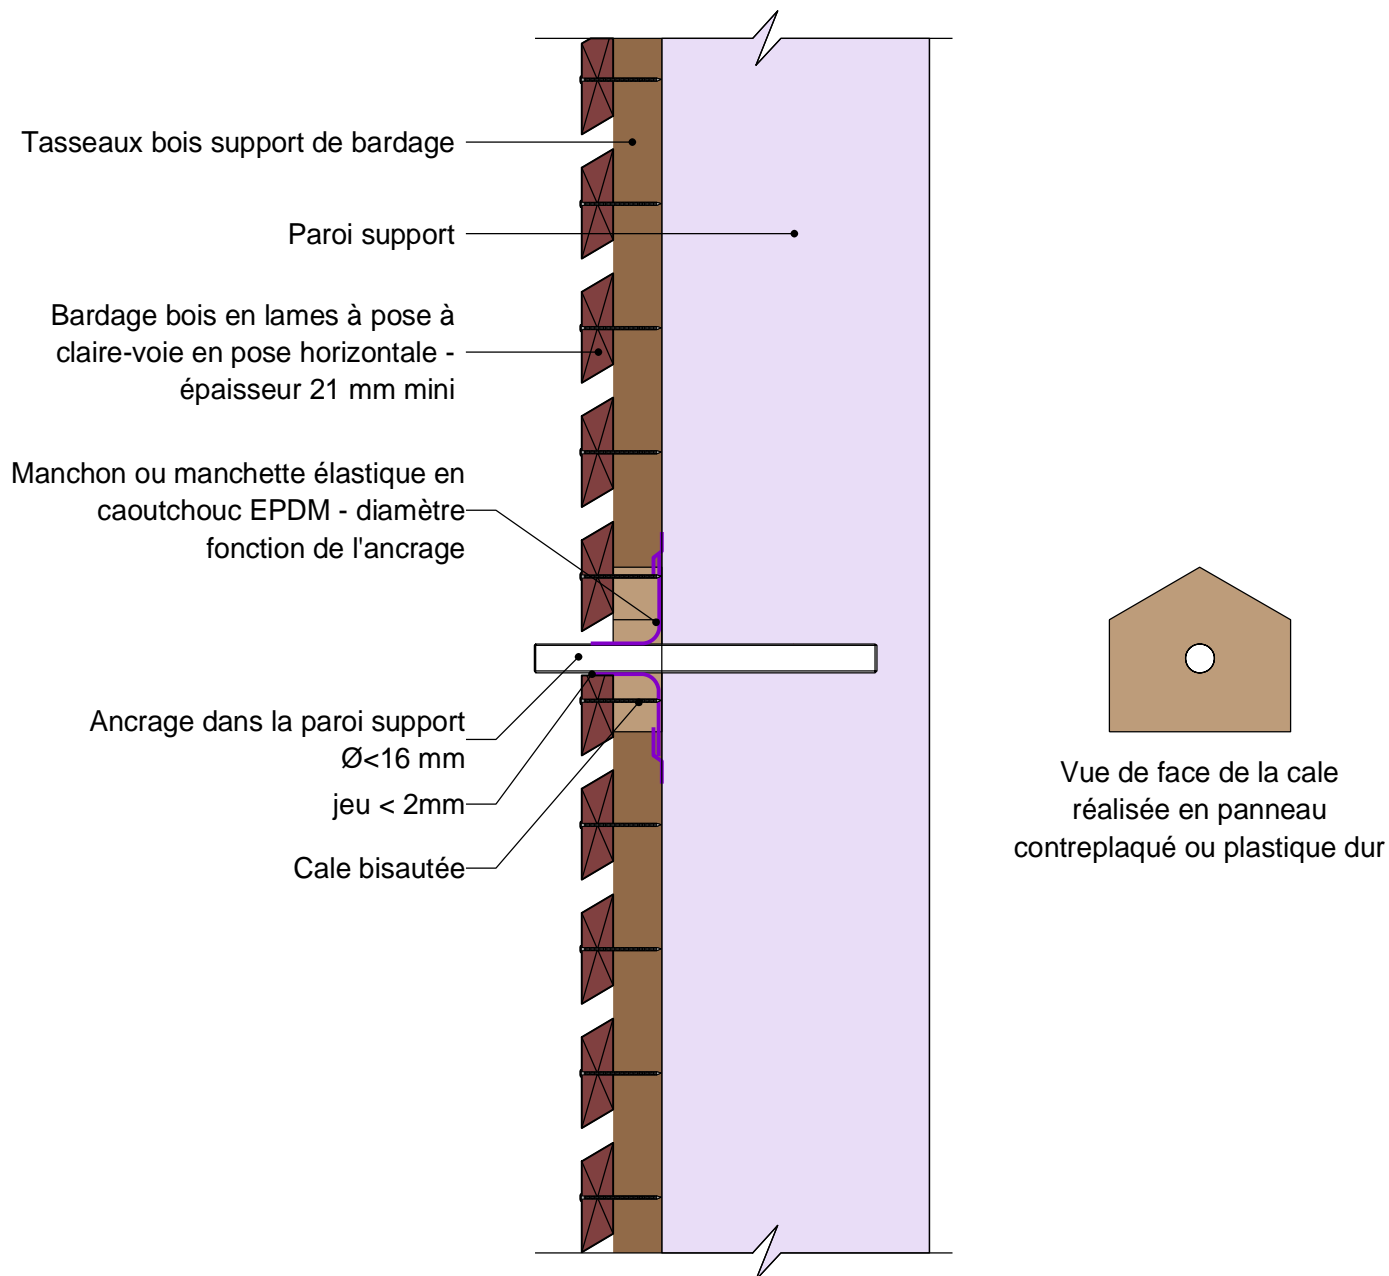 Tasseaux bois support de bardage
Paroi support
Bardage bois en lames à pose à
claire-voie en pose horizontale -
épaisseur 21 mm mini
Manchon ou manchette élastique en
caoutchouc EPDM - diamètre
fonction de l'ancrage
Ancrage dans la paroi support
Ø<16 mm
jeu < 2mm
Cale bisautée
Vue de face de la cale
réalisée en panneau
contreplaqué ou plastique dur